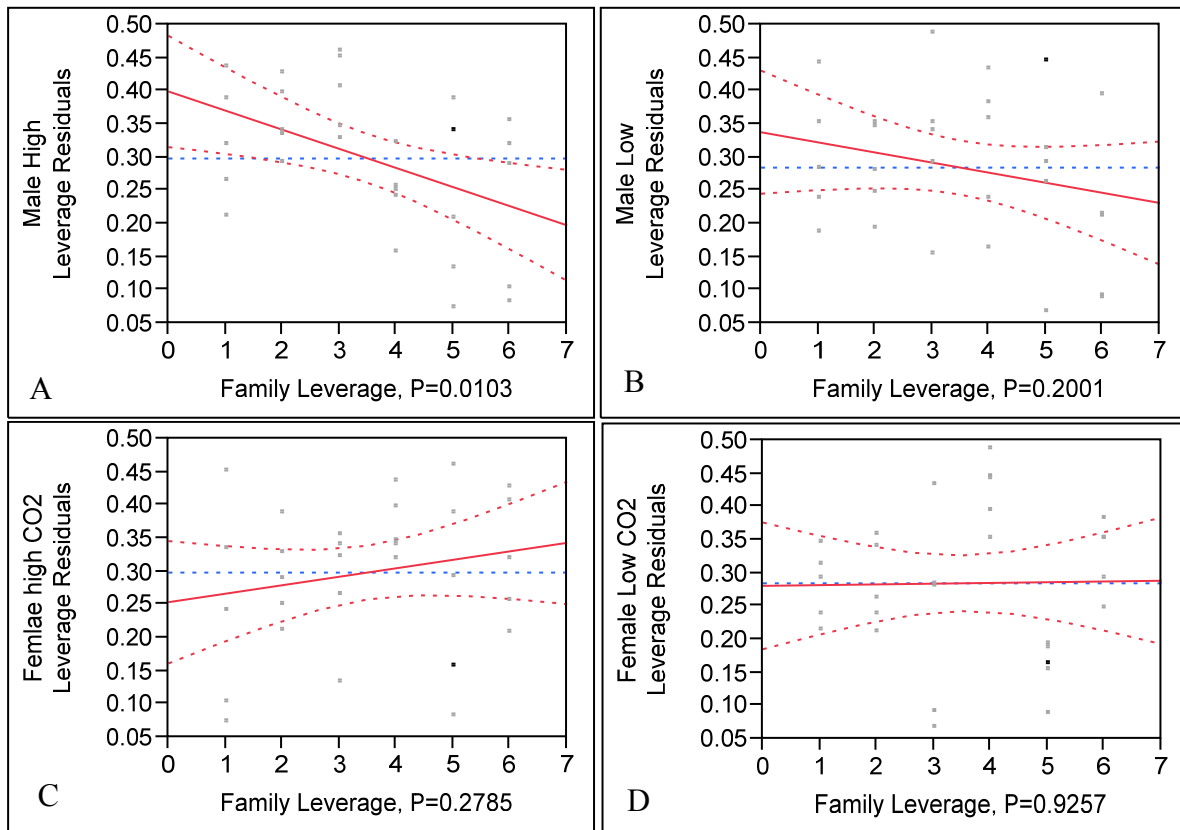 Male High
Leverage Residuals
0.50
0.45
0.40
0.35
0.30
0.25
0.20
0.15
0.10
0.05
0 1 2 3 4 5 6 7
A
Family Leverage, P=0.0103
Male Low
Leverage Residuals
0.50
0.45
0.40
0.35
0.30
0.25
0.20
0.15
0.10
0.05
0 1 2 3 4 5 6 7
B
Family Leverage, P=0.2001
Femlae high CO2
Leverage Residuals
0.50
0.45
0.40
0.35
0.30
0.25
0.20
0.15
0.10
0.05
0 1 2 3 4 5 6 7
C
Family Leverage, P=0.2785
Female Low CO2
Leverage Residuals
0.50
0.45
0.40
0.35
0.30
0.25
0.20
0.15
0.10
0.05
0 1 2 3 4 5 6 7
D
Family Leverage, P=0.9257